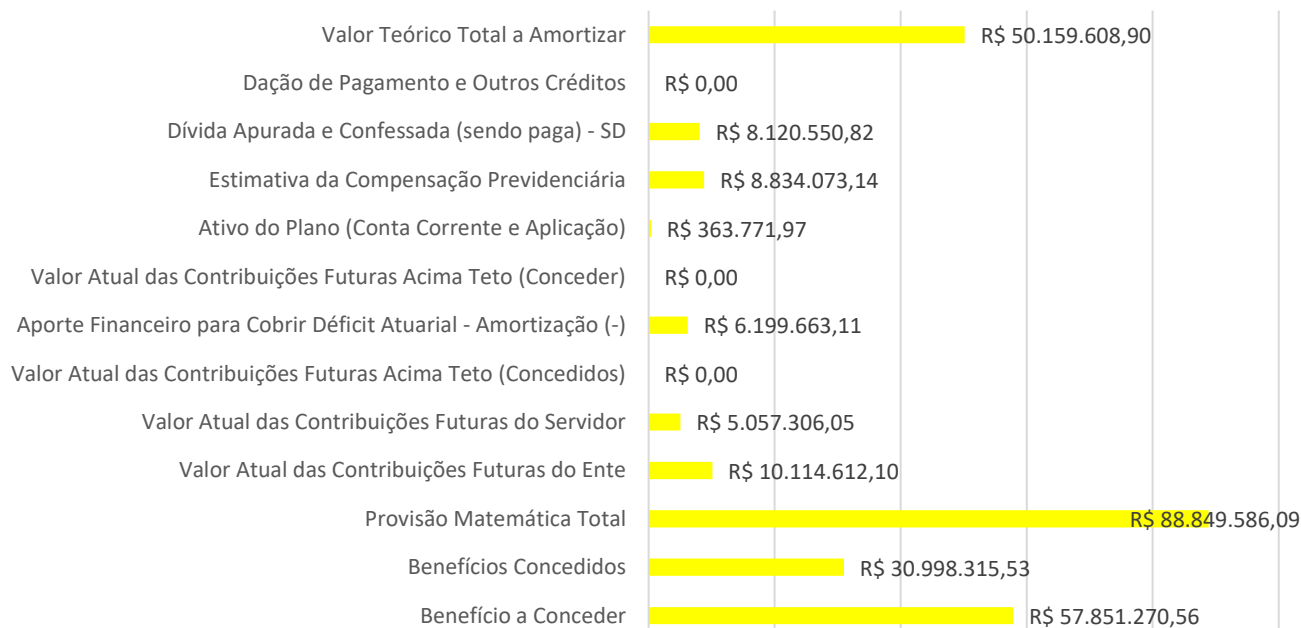 Valor Teórico Total a Amortizar R$ 50.159.608,90
Dação de Pagamento e Outros Créditos R$ 0,00
Dívida Apurada e Confessada (sendo paga) - SD R$ 8.120.550,82
Estimativa da Compensação Previdenciária R$ 8.834.073,14
Ativo do Plano (Conta Corrente e Aplicação) R$ 363.771,97
Valor Atual das Contribuições Futuras Acima Teto (Conceder) R$ 0,00
Aporte Financeiro para Cobrir Déficit Atuarial - Amortização (-) R$ 6.199.663,11
Valor Atual das Contribuições Futuras Acima Teto (Concedidos) R$ 0,00
Valor Atual das Contribuições Futuras do Servidor R$ 5.057.306,05
Valor Atual das Contribuições Futuras do Ente R$ 10.114.612,10
Provisão Matemática Total R$ 88.849.586,09
Benefícios Concedidos R$ 30.998.315,53
Benefício a Conceder R$ 57.851.270,56